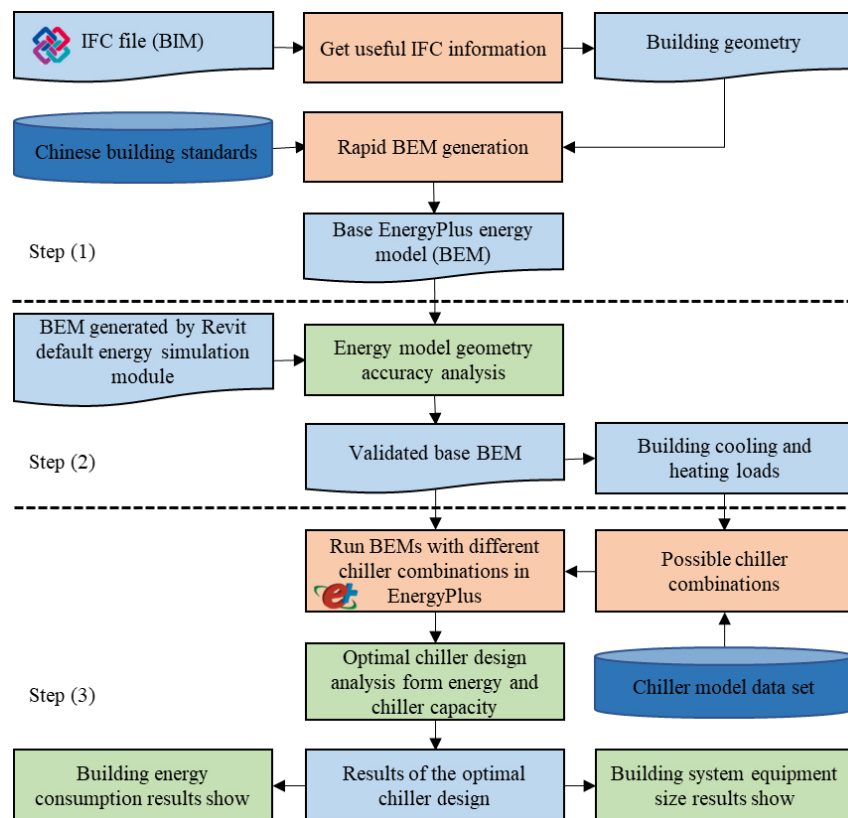 IFC file (BIM)
Get useful IFC information
Building geometry
Chinese building standards
Rapid BEM generation
Base EnergyPlus energy
model (BEM)
Step (1)
BEM generated by Revit
default energy simulation
module
Energy model geometry
accuracy analysis
Validated base BEM
Building cooling and
heating loads
Step (2)
Run BEMs with different
chiller combinations in
EnergyPlus
e+
Possible chiller
combinations
Optimal chiller design
analysis form energy and
chiller capacity
Chiller model data set
Step (3)
Building energy
consumption results show
Results of the optimal
chiller design
Building system equipment
size results show